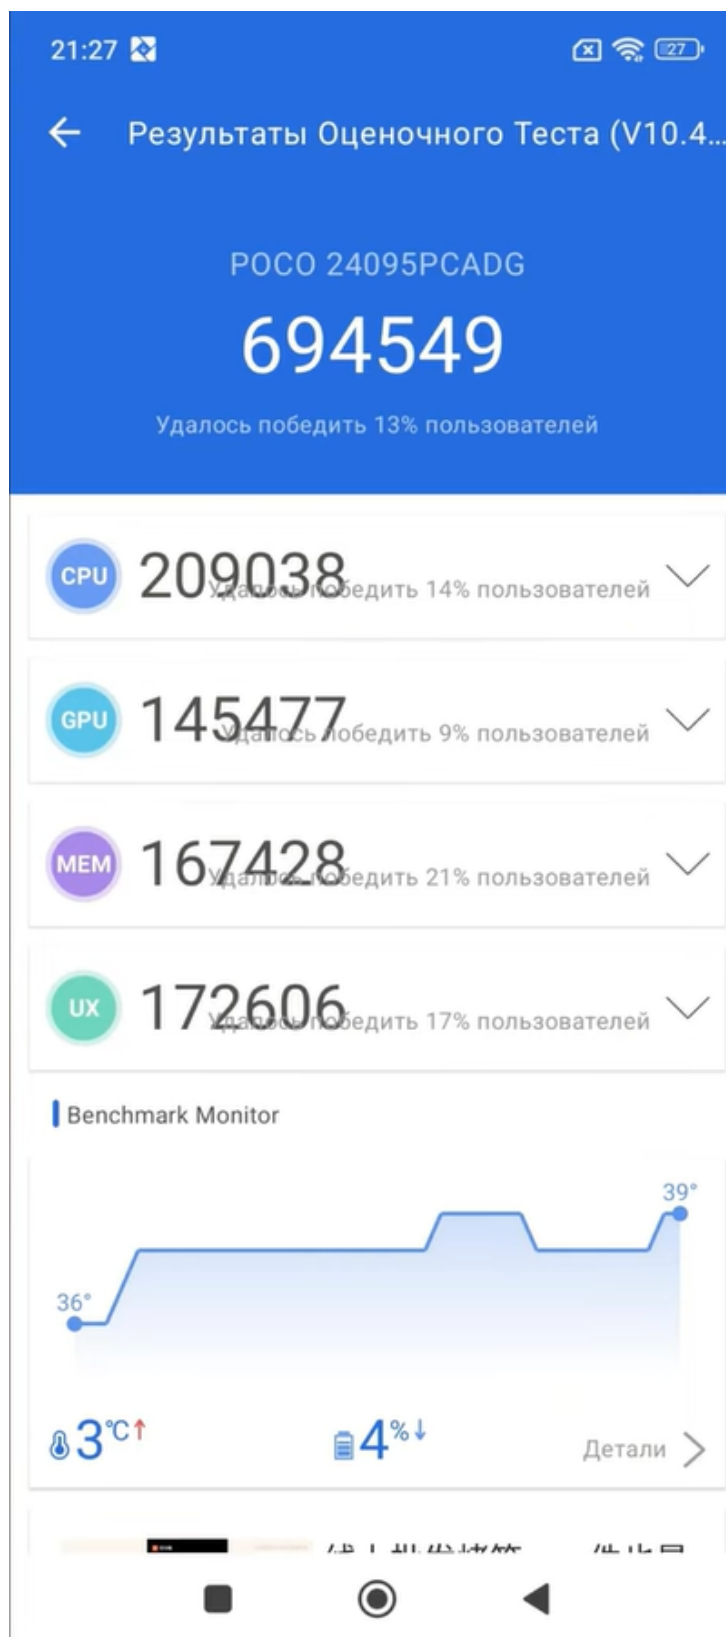 21:27
27
Результаты Оценочного Теста (V10.4...
POCO 24095PCADG
694549
Удалось победить 13% пользователей
CPU 209038 Удалось победить 14% пользователей
GPU 145477 Удалось победить 9% пользователей
MEM 167428 Удалось победить 21% пользователей
UX 172606 Удалось победить 17% пользователей
Benchmark Monitor
39°
36°
3°C↑ 4%↓ Детали